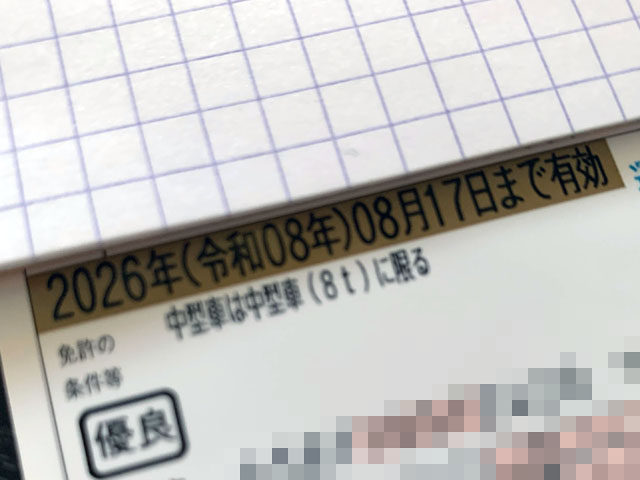 2026年(令和08年)08月17日まで有効
中型車は中型車(8t)に限る
免許の
条件等
優良